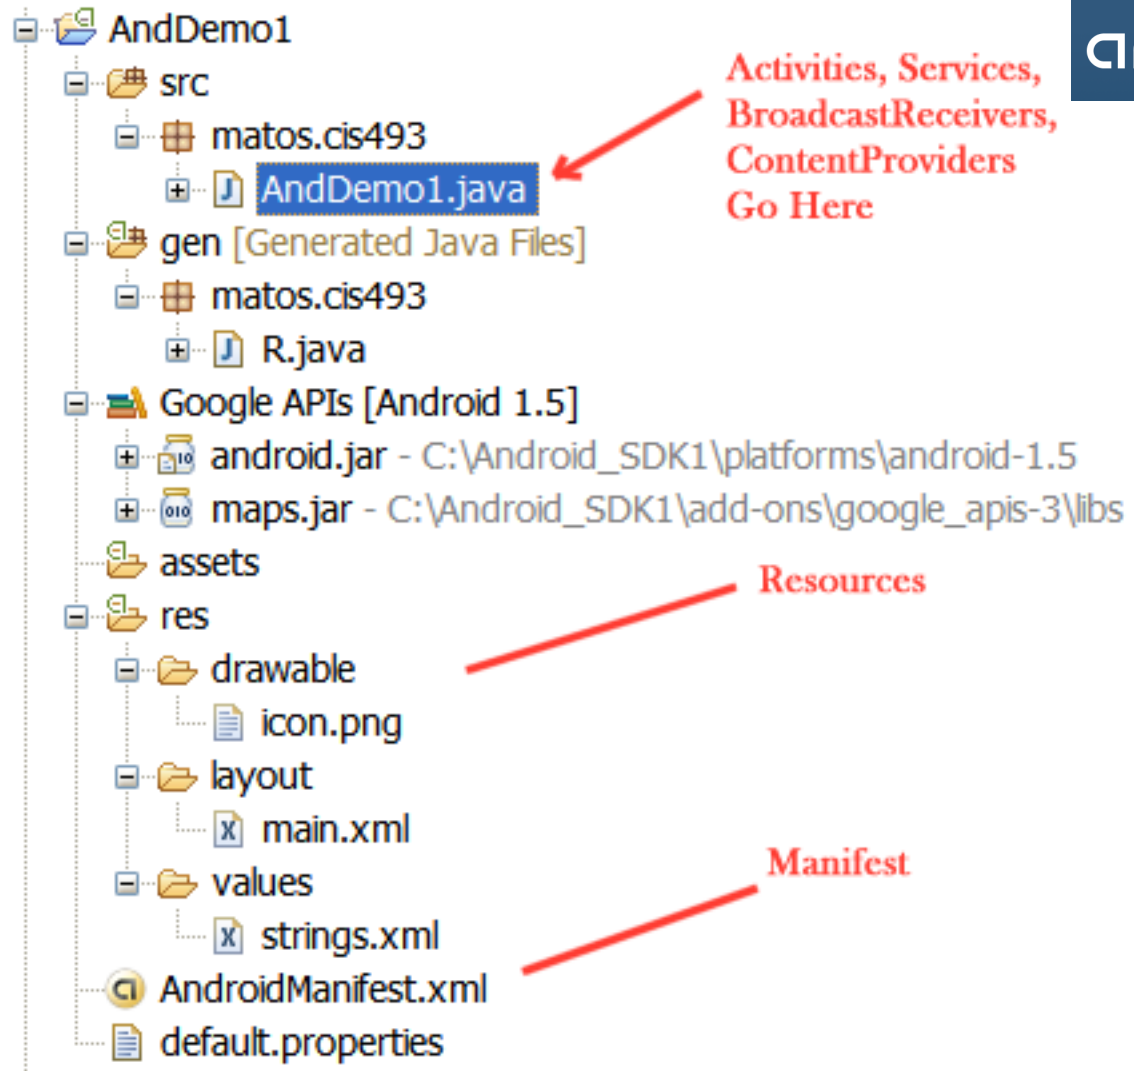 AndDemo1
src
matos.cis493
AndDemo1.java
Activities, Services,
BroadcastReceivers,
ContentProviders
Go Here
gen [Generated Java Files]
matos.cis493
R.java
Google APIs [Android 1.5]
android.jar - C:\Android_SDK1\platforms\android-1.5
maps.jar - C:\Android_SDK1\add-ons\google_apis-3\libs
assets
Resources
res
drawable
icon.png
layout
main.xml
Manifest
values
strings.xml
AndroidManifest.xml
default.properties